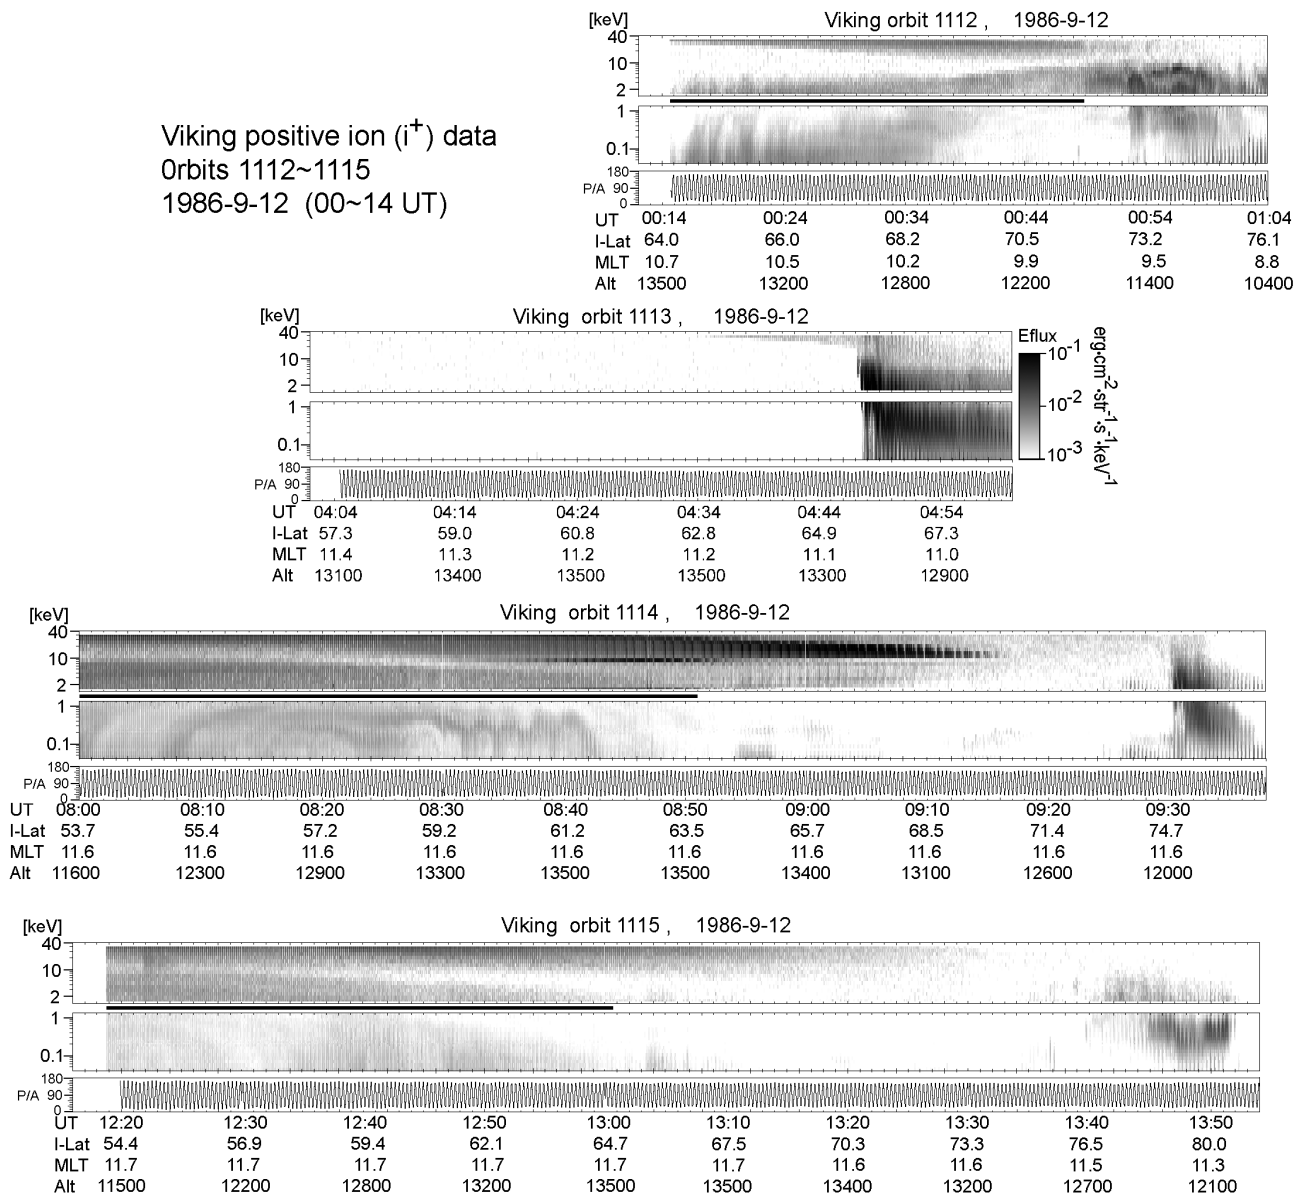 Viking orbit 1112 ,    1986-9-12
[keV]
40
10
2
1
0.1
180
P/A 90
0
UT 00:14 00:24 00:34 00:44 00:54 01:04
I-Lat 64.0 66.0 68.2 70.5 73.2 76.1
MLT 10.7 10.5 10.2 9.9 9.5 8.8
Alt 13500 13200 12800 12200 11400 10400
Viking positive ion (i+) data
0rbits 1112~1115
1986-9-12 (00~14 UT)
Viking orbit 1113 ,    1986-9-12
[keV]
40
10
2
1
0.1
180
P/A 90
0
UT 04:04 04:14 04:24 04:34 04:44 04:54
I-Lat 57.3 59.0 60.8 62.8 64.9 67.3
MLT 11.4 11.3 11.2 11.2 11.1 11.0
Alt 13100 13400 13500 13500 13300 12900
Eflux
10-1
10-2
10-3
erg·cm-2·str-1·s-1·keV-1
Viking orbit 1114 ,    1986-9-12
[keV]
40
10
2
1
0.1
180
P/A 90
0
UT 08:00 08:10 08:20 08:30 08:40 08:50 09:00 09:10 09:20 09:30
I-Lat 53.7 55.4 57.2 59.2 61.2 63.5 65.7 68.5 71.4 74.7
MLT 11.6 11.6 11.6 11.6 11.6 11.6 11.6 11.6 11.6 11.6
Alt 11600 12300 12900 13300 13500 13500 13400 13100 12600 12000
Viking orbit 1115 ,    1986-9-12
[keV]
40
10
2
1
0.1
180
P/A 90
0
UT 12:20 12:30 12:40 12:50 13:00 13:10 13:20 13:30 13:40 13:50
I-Lat 54.4 56.9 59.4 62.1 64.7 67.5 70.3 73.3 76.5 80.0
MLT 11.7 11.7 11.7 11.7 11.7 11.7 11.6 11.6 11.5 11.3
Alt 11500 12200 12800 13200 13500 13500 13400 13200 12700 12100